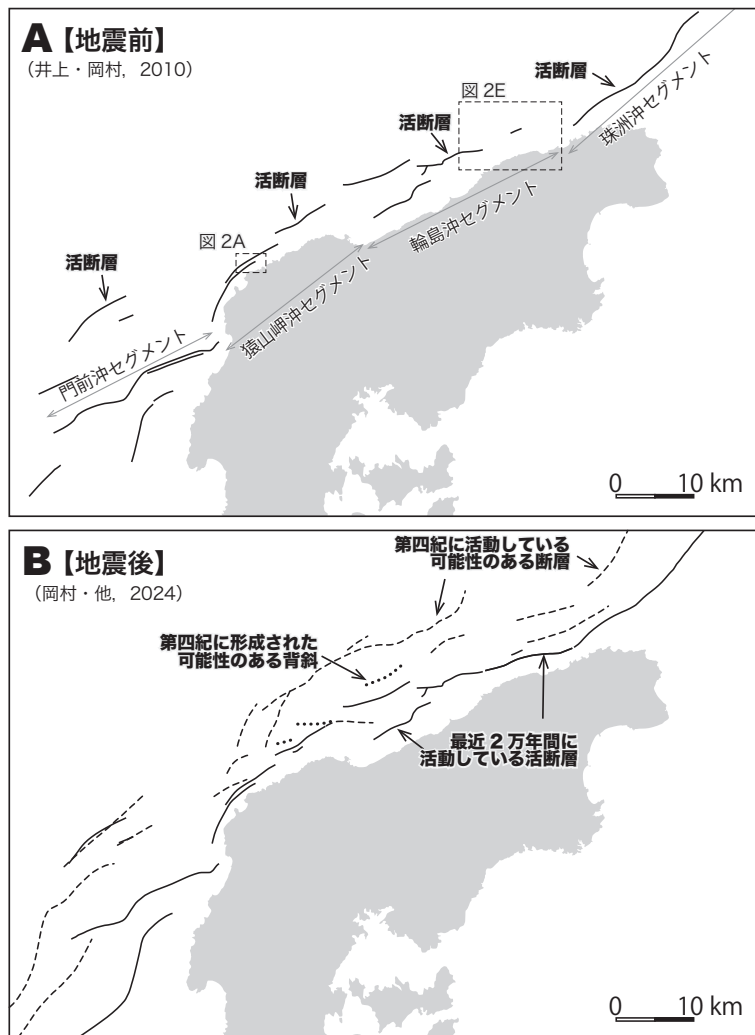 A【地震前】
（井上・岡村，2010）
活断層
図 2E
活断層
珠洲沖セグメント
活断層
輪島沖セグメント
図 2A
活断層
猿山岬沖セグメント
門前沖セグメント
0 10 km
B【地震後】
（岡村・他，2024）
第四紀に活動している
可能性のある断層
第四紀に形成された
可能性のある背斜
最近 2 万年間に
活動している活断層
0 10 km